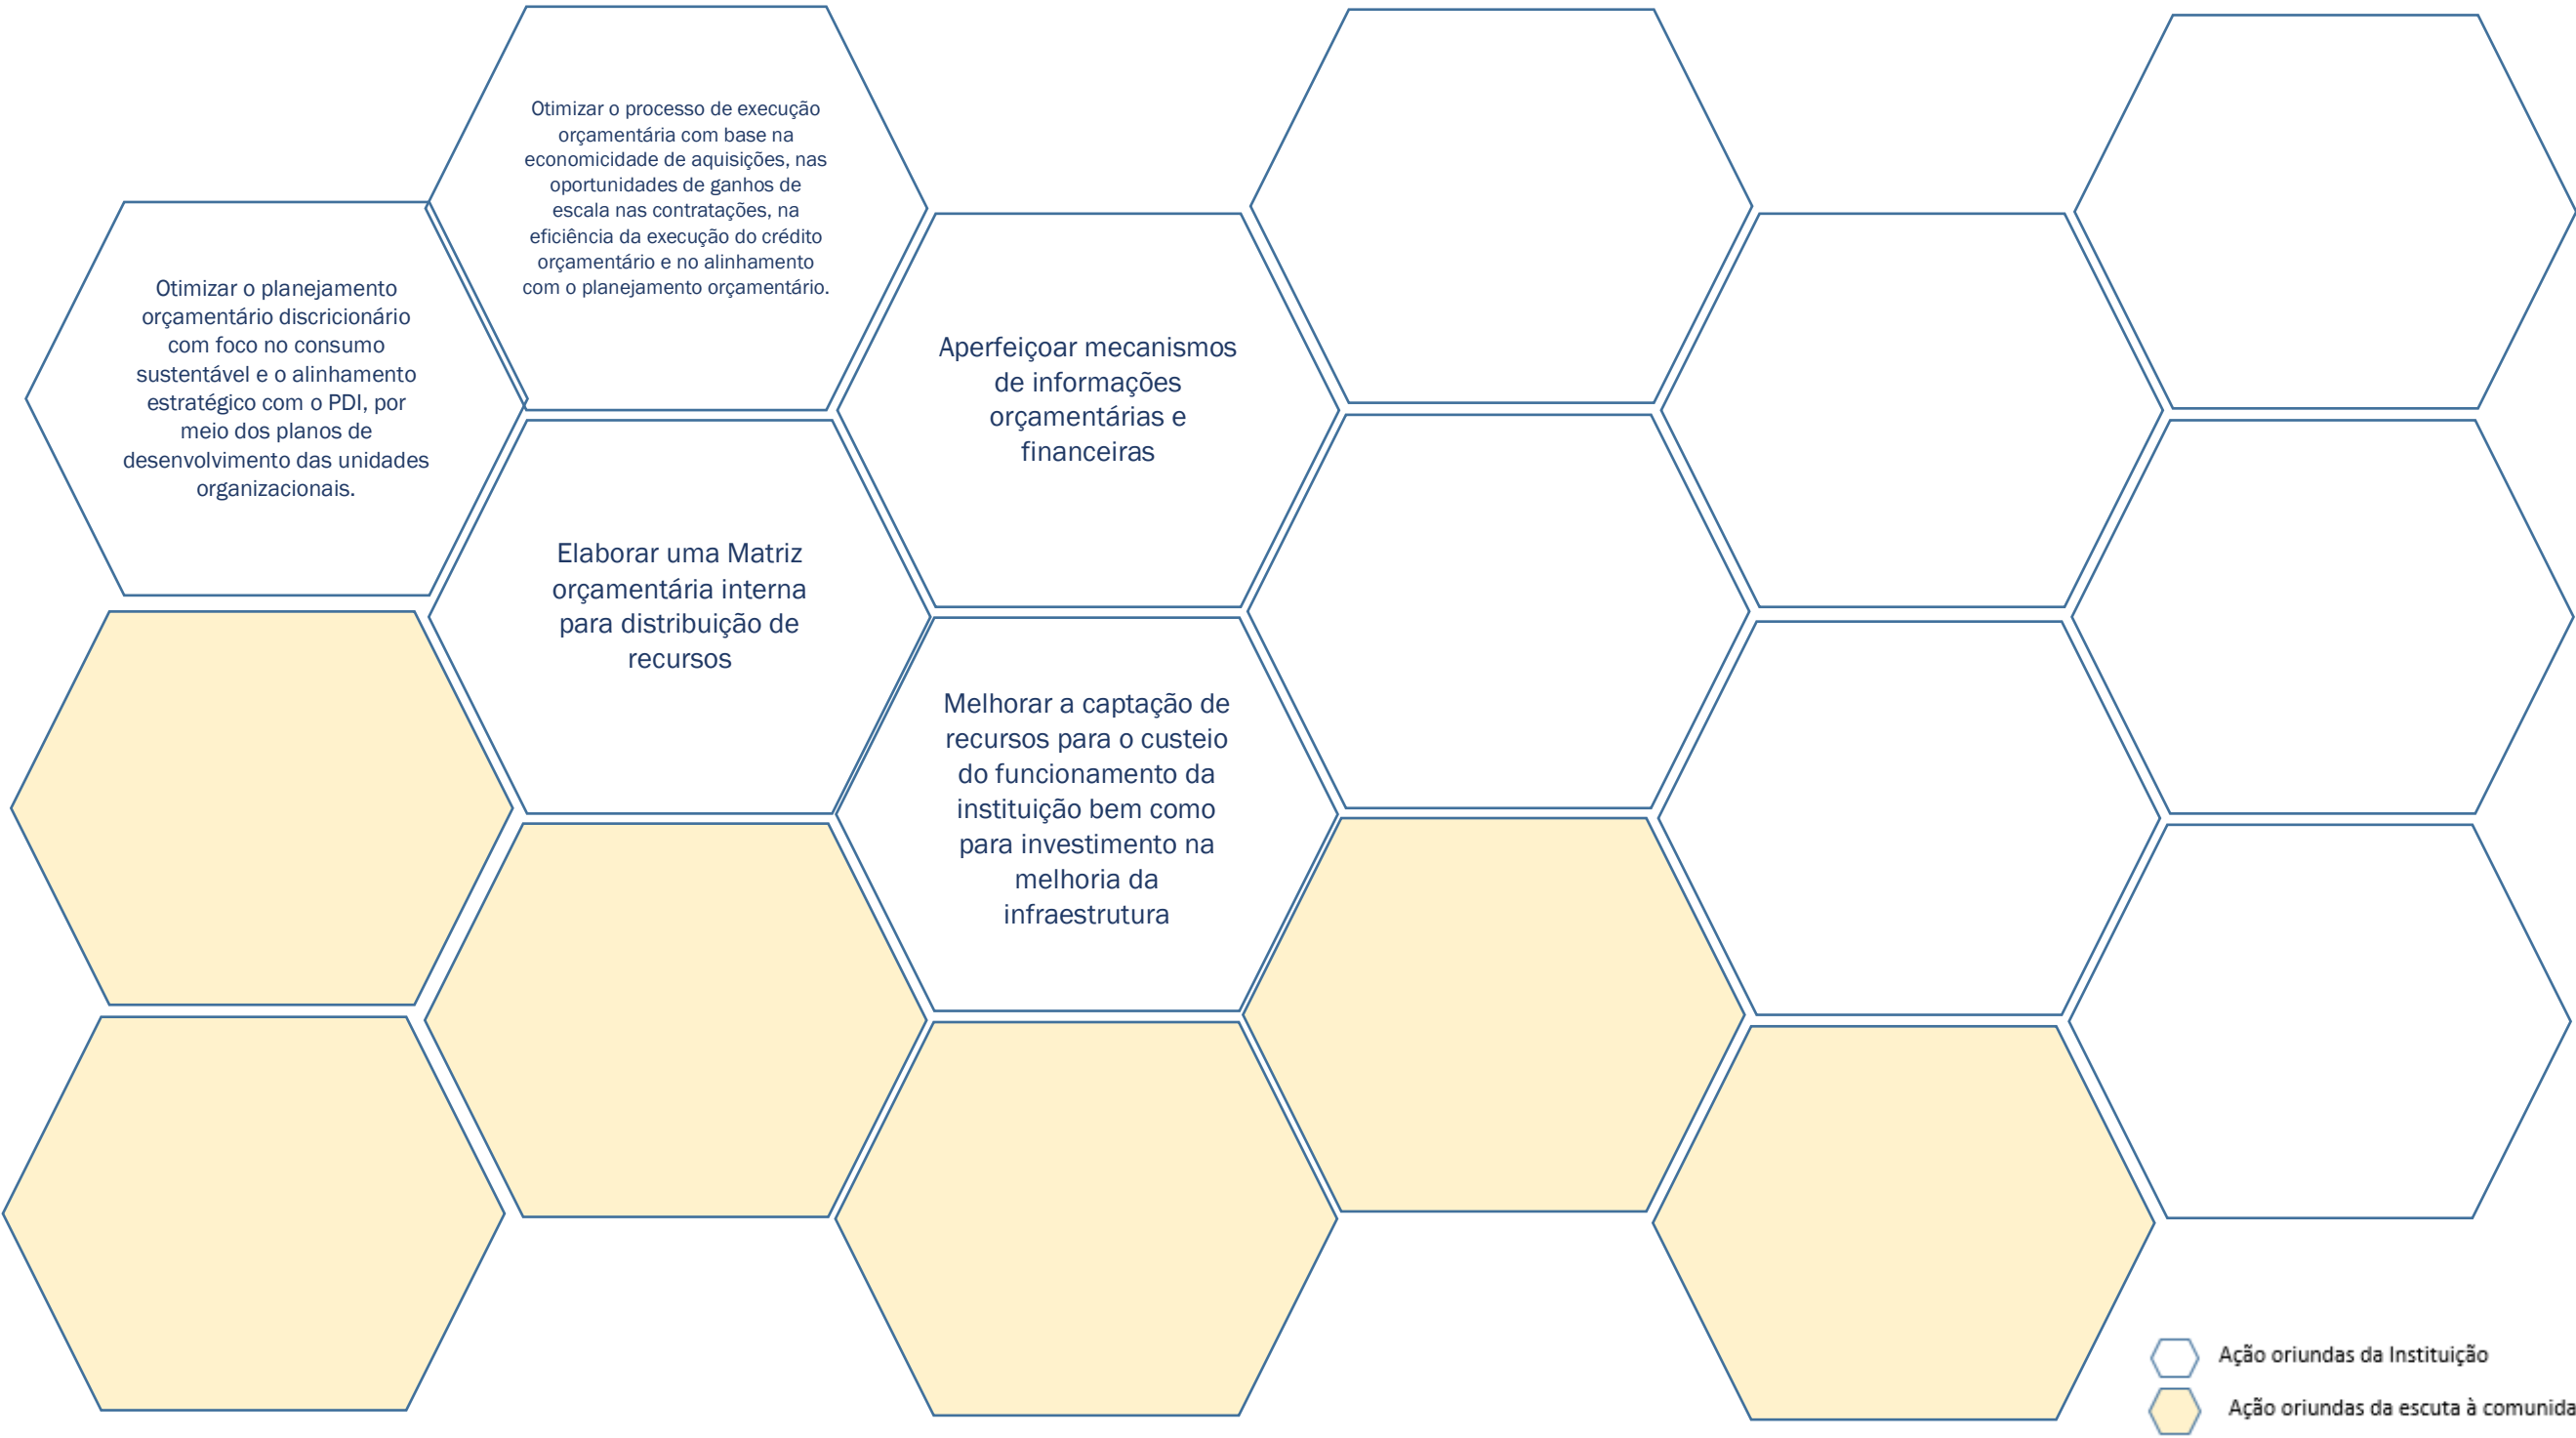 Otimizar o processo de execução
orçamentária com base na
economicidade de aquisições, nas
oportunidades de ganhos de
escala nas contratações, na
eficiência da execução do crédito
orçamentário e no alinhamento
com o planejamento orçamentário.
Otimizar o planejamento
orçamentário discricionário
com foco no consumo
sustentável e o alinhamento
estratégico com o PDI, por
meio dos planos de
desenvolvimento das unidades
organizacionais.
Aperfeiçoar mecanismos
de informações
orçamentárias e
financeiras
Elaborar uma Matriz
orçamentária interna
para distribuição de
recursos
Melhorar a captação de
recursos para o custeio
do funcionamento da
instituição bem como
para investimento na
melhoria da
infraestrutura
Ação oriundas da Instituição
Ação oriundas da escuta à comunida